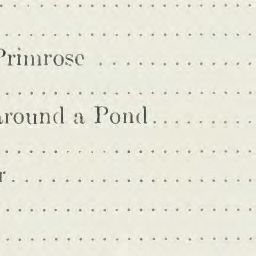 Primrose . . . . . . . . . .
around a Pond. . . . . . . .
r. . . . . . . . . . . . . . . .